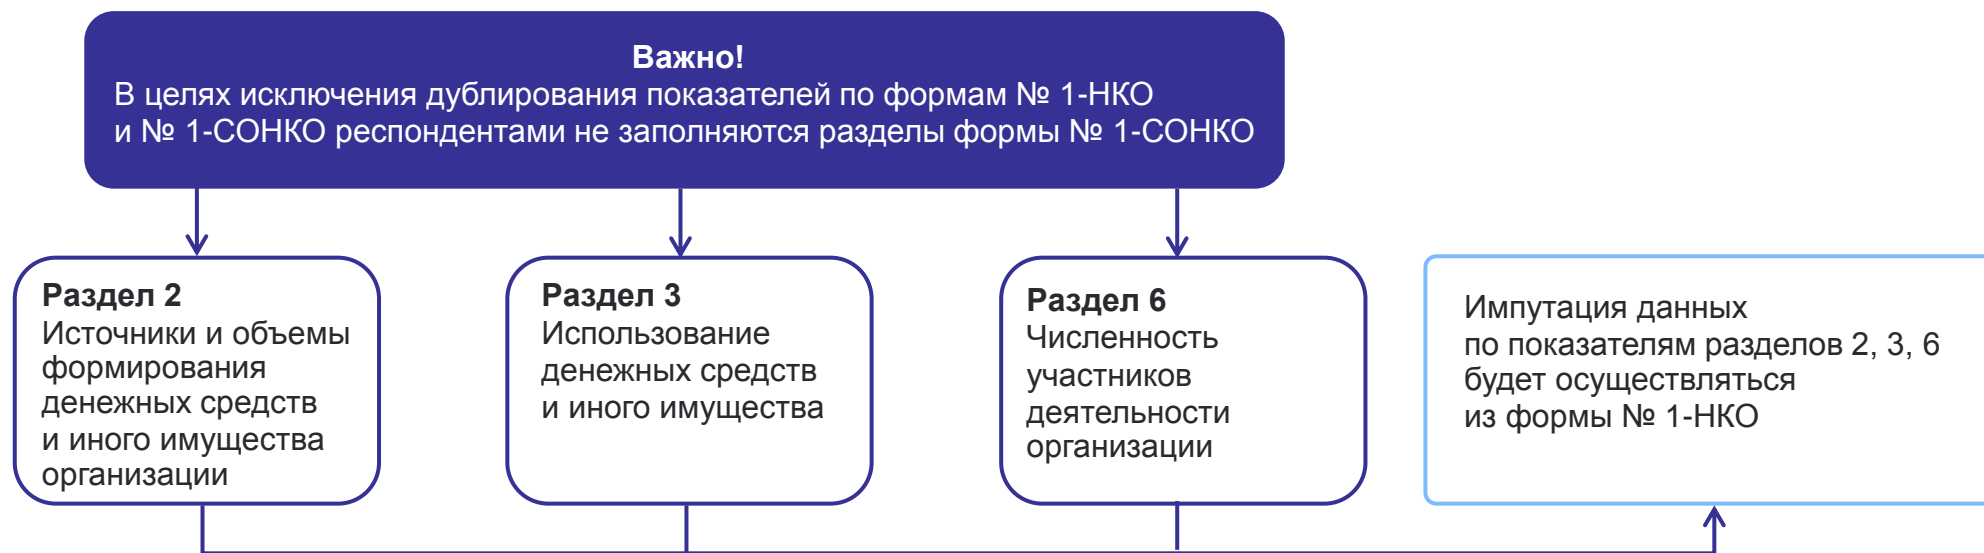 Важно!
В целях исключения дублирования показателей по формам № 1-НКО
и № 1-СОНКО респондентами не заполняются разделы формы № 1-СОНКО
Раздел 2
Источники и объемы
формирования
денежных средств
и иного имущества
организации
Раздел 3
Использование
денежных средств
и иного имущества
Раздел 6
Численность
участников
деятельности
организации
Импутация данных
по показателям разделов 2, 3, 6
будет осуществляться
из формы № 1-НКО